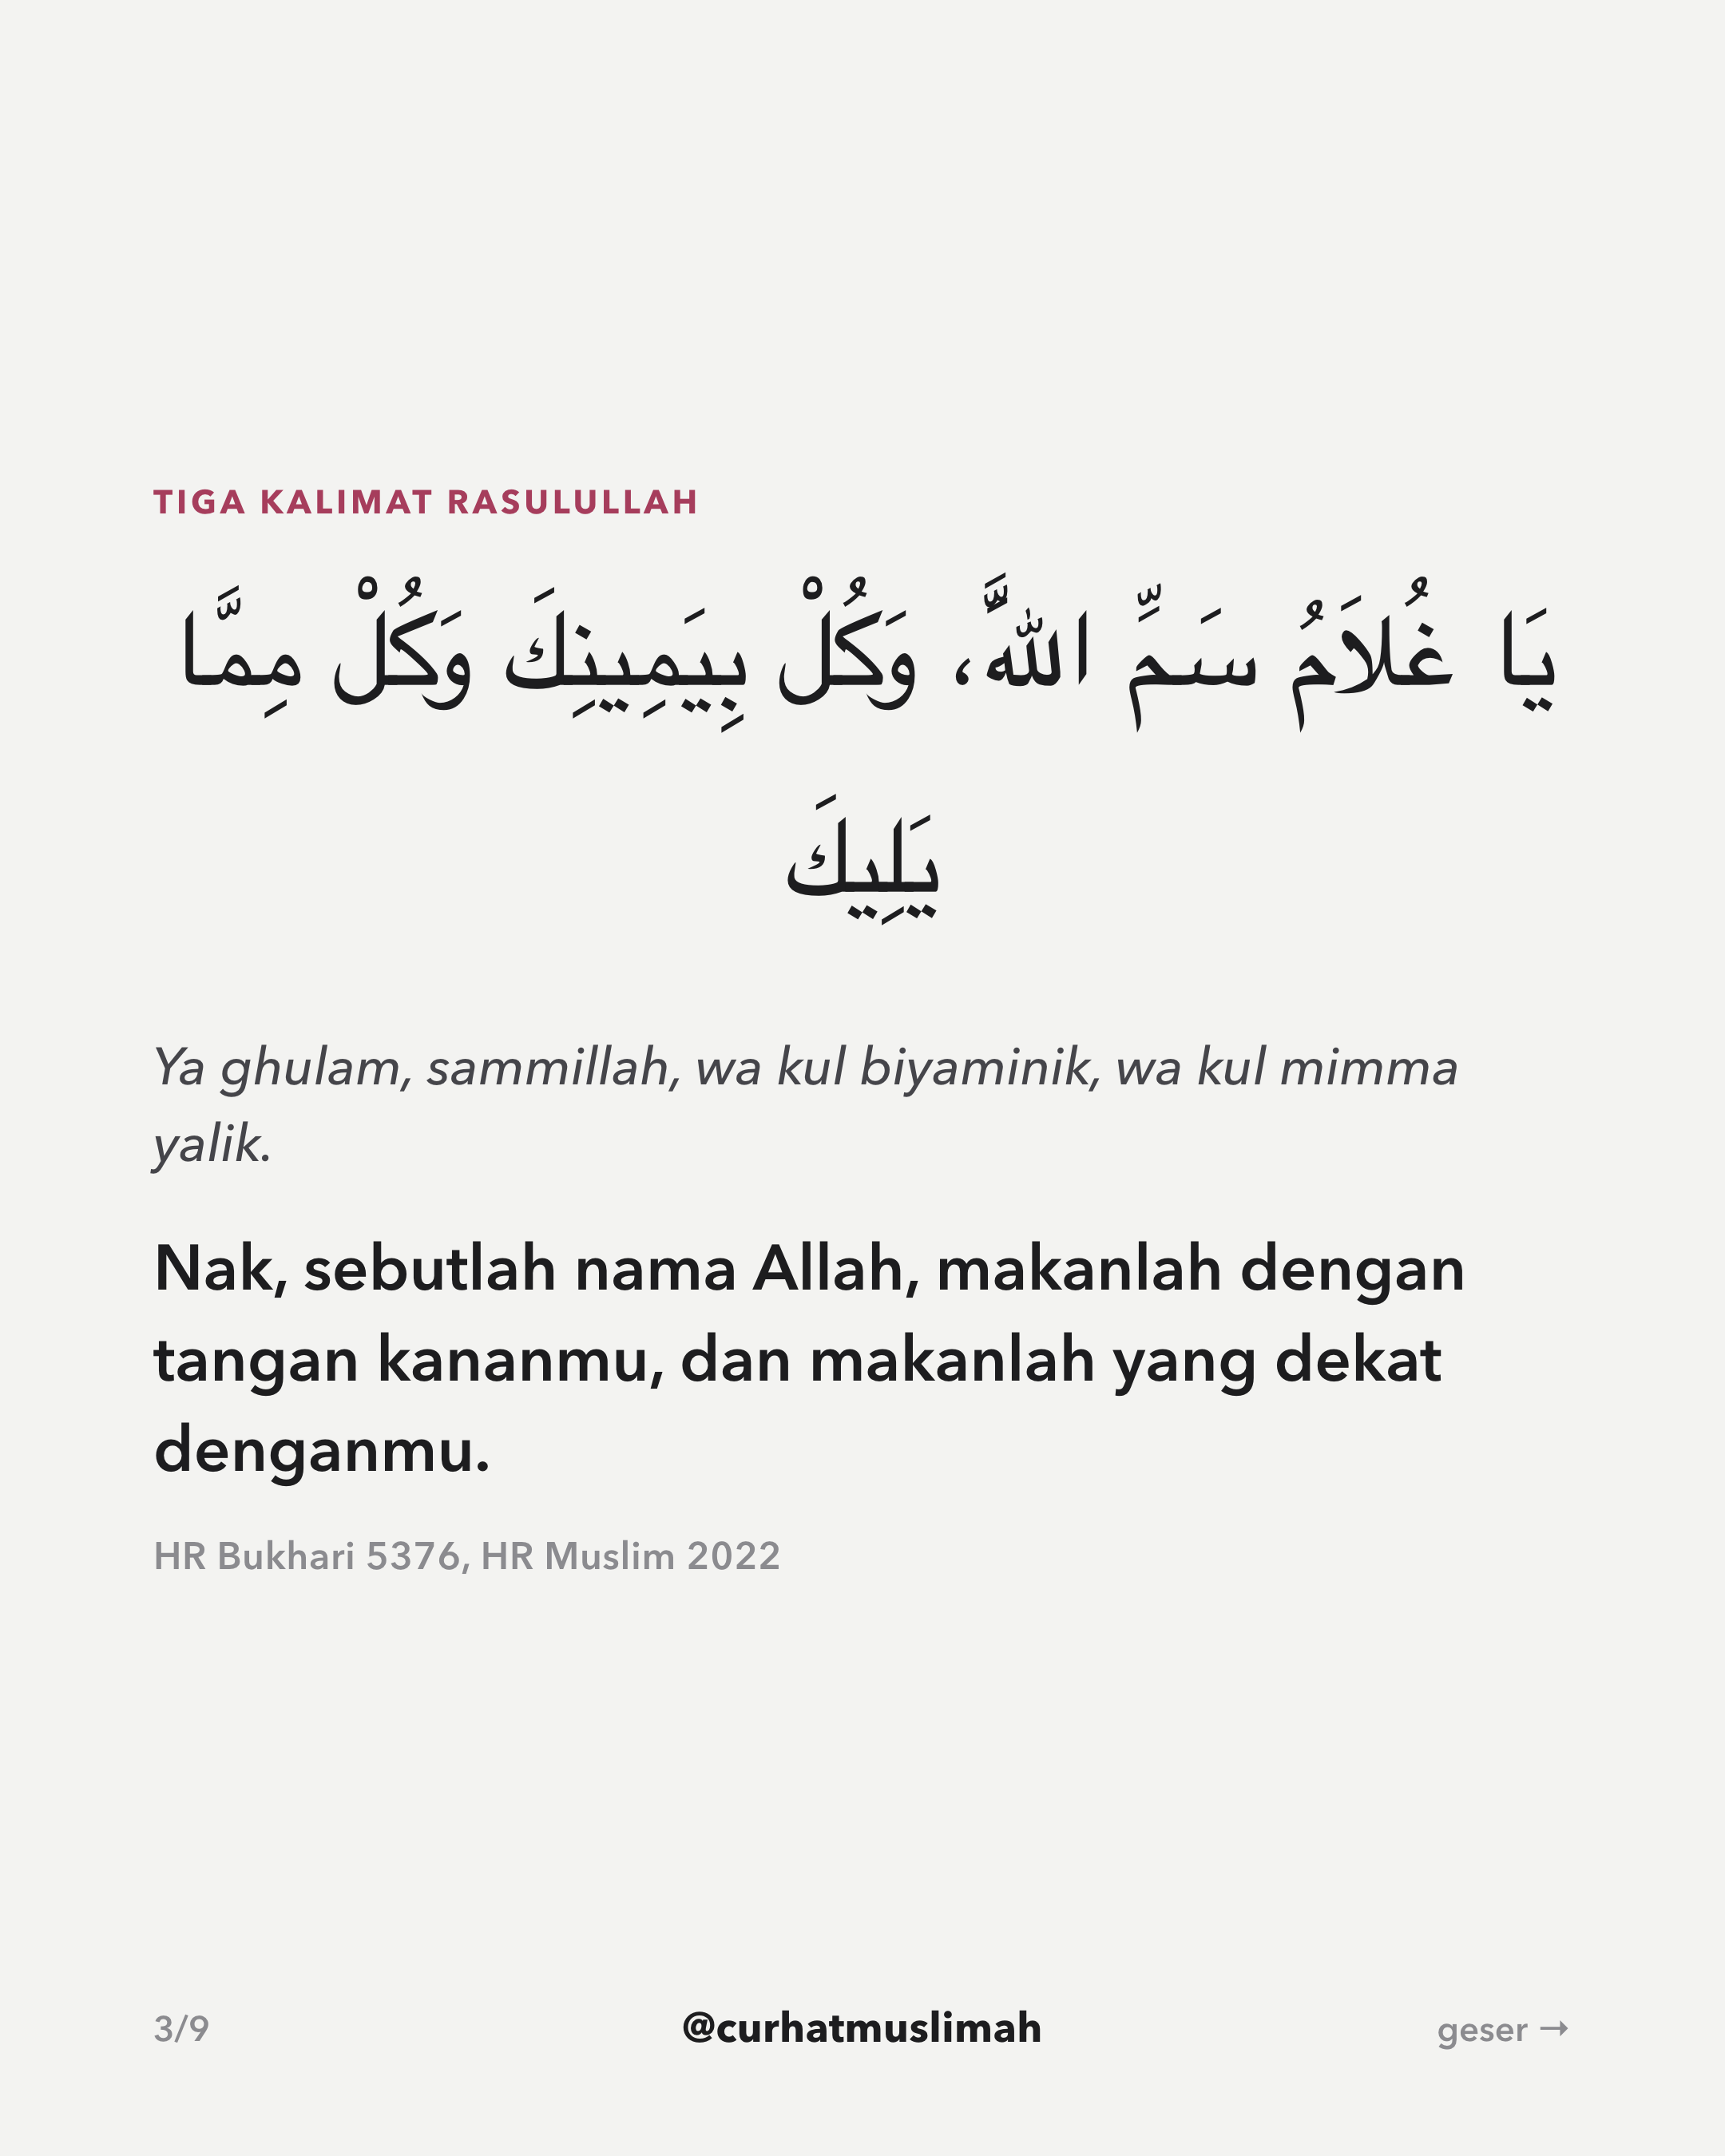 TIGA KALIMAT RASULULLAH
يَا غُلاَمُ سَمِّ اللهََّ، وَكُلْ بِيَمِينِكَ وَكُلْ مِمَّا
يَلِيكَ
Ya ghulam, sammillah, wa kul biyaminik, wa kul mimma
yalik.
Nak, sebutlah nama Allah, makanlah dengan
tangan kananmu, dan makanlah yang dekat
denganmu.
HR Bukhari 5376, HR Muslim 2022
3/9 @curhatmuslimah geser →